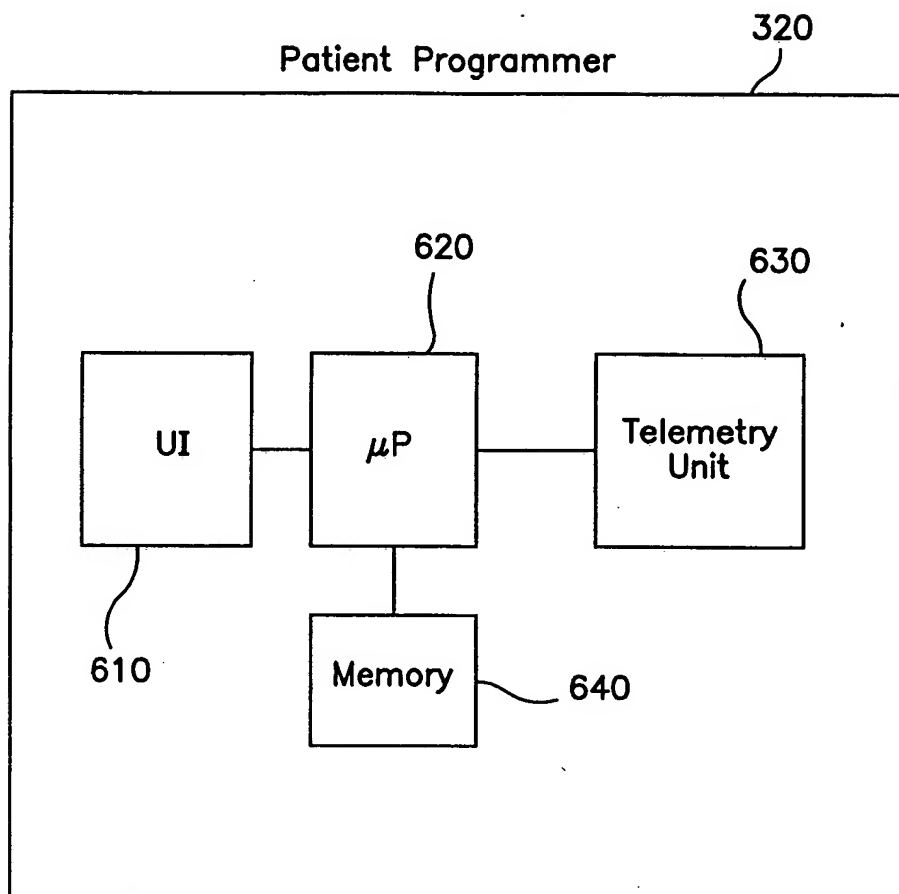 320
Patient Programmer
620
630
UI
μP
Telemetry
Unit
610
Memory
640